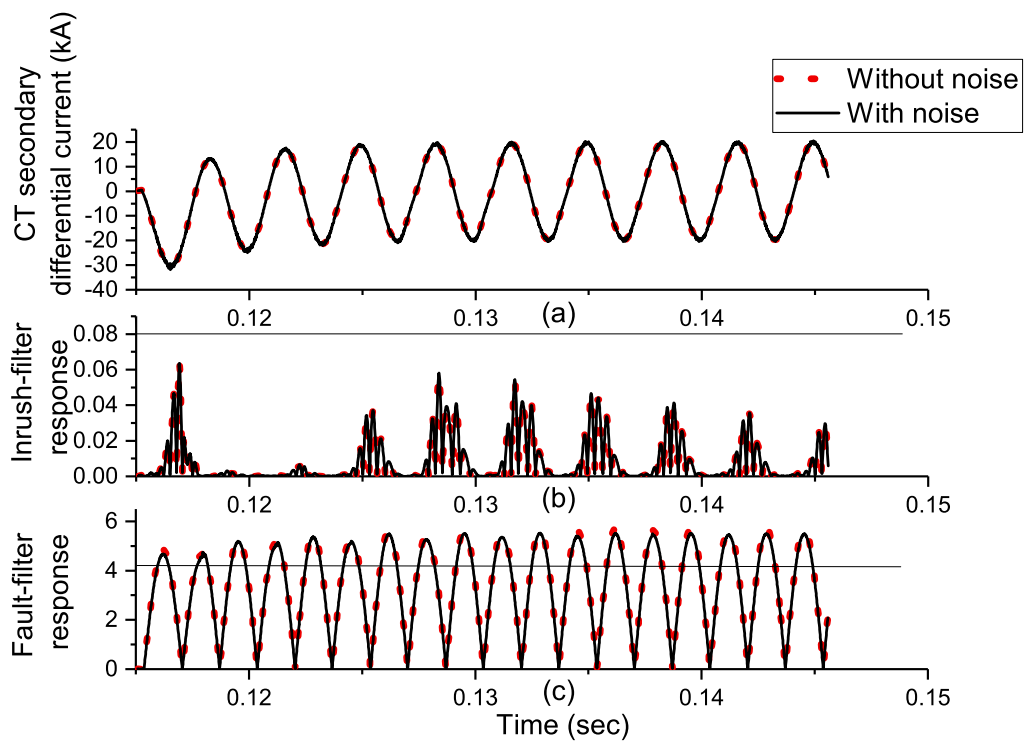 Without noise
With noise
CT secondary
differential current (kA)
20
10
0
-10
-20
-30
-40
0.12
0.13
0.14
0.15
(a)
Inrush-filter
response
0.08
0.06
0.04
0.02
0.00
0.12
0.13
0.14
0.15
(b)
Fault-filter
response
6
4
2
0
0.12
0.13
0.14
0.15
(c)
Time (sec)